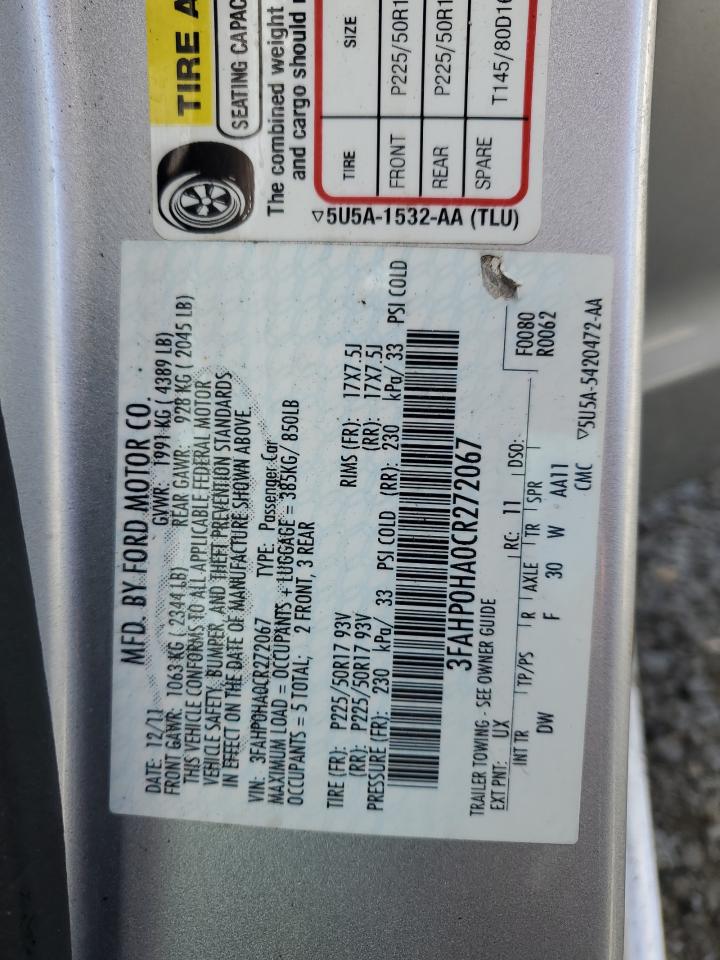 TIRE A
SEATING CAPAC
The combined weight
and cargo should
TIRE SIZE
FRONT P225/50R1
REAR P225/50R1
SPARE T145/80D16
▽5U5A-1532-AA (TLU)
MFD. BY FORD MOTOR CO.
DATE: 12/11 GVWR: 1991 KG ( 4389 LB)
FRONT GAWR: 1063 KG ( 2344 LB) REAR GAWR: 928 KG ( 2045 LB)
THIS VEHICLE CONFORMS TO ALL APPLICABLE FEDERAL MOTOR
VEHICLE SAFETY, BUMPER, AND THEFT PREVENTION STANDARDS
IN EFFECT ON THE DATE OF MANUFACTURE SHOWN ABOVE
VIN: 3FAHP0HA0CR272067 TYPE: Passenger Car
MAXIMUM LOAD = OCCUPANTS + LUGGAGE = 385KG/ 850LB
OCCUPANTS = 5 TOTAL; 2 FRONT, 3 REAR
TIRE (FR): P225/50R17 93V RIMS (FR): 17X7.5J
(RR): P225/50R17 93V (RR): 17X7.5J
PRESSURE (FR): 230 kPa/ 33 PSI COLD (RR): 230 kPa/ 33 PSI COLD
3FAHP0HA0CR272067
TRAILER TOWING - SEE OWNER GUIDE
EXT PNT: UX RC: 11 DSO: F0080
R0062
INT TR TP/PS R AXLE TR SPR
DW F 30 W AA11
CMC ▽5U5A-5420472-AA